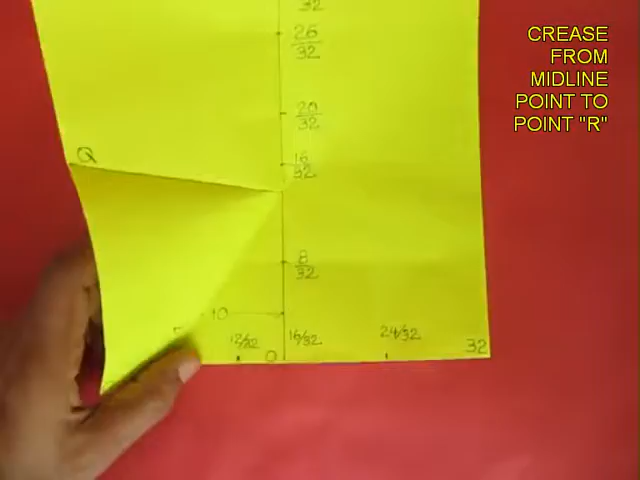 32
26
32
20
32
16
32
Q
8
32
10
12/32
0
16/32
24/32
32
CREASE
FROM
MIDLINE
POINT TO
POINT "R"